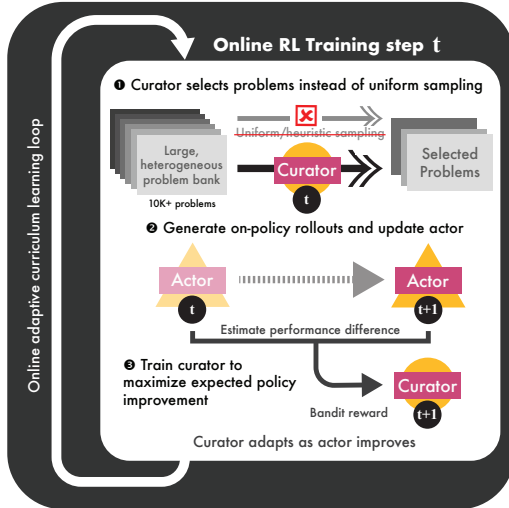 Online RL Training step t
Online adaptive curriculum learning loop
❶ Curator selects problems instead of uniform sampling
Uniform/heuristic sampling
Large,
heterogeneous
problem bank
10K+ problems
Curator
t
Selected
Problems
❷ Generate on-policy rollouts and update actor
Actor
t
Actor
t+1
Estimate performance difference
❸ Train curator to
maximize expected policy
improvement
Curator
t+1
Bandit reward
Curator adapts as actor improves